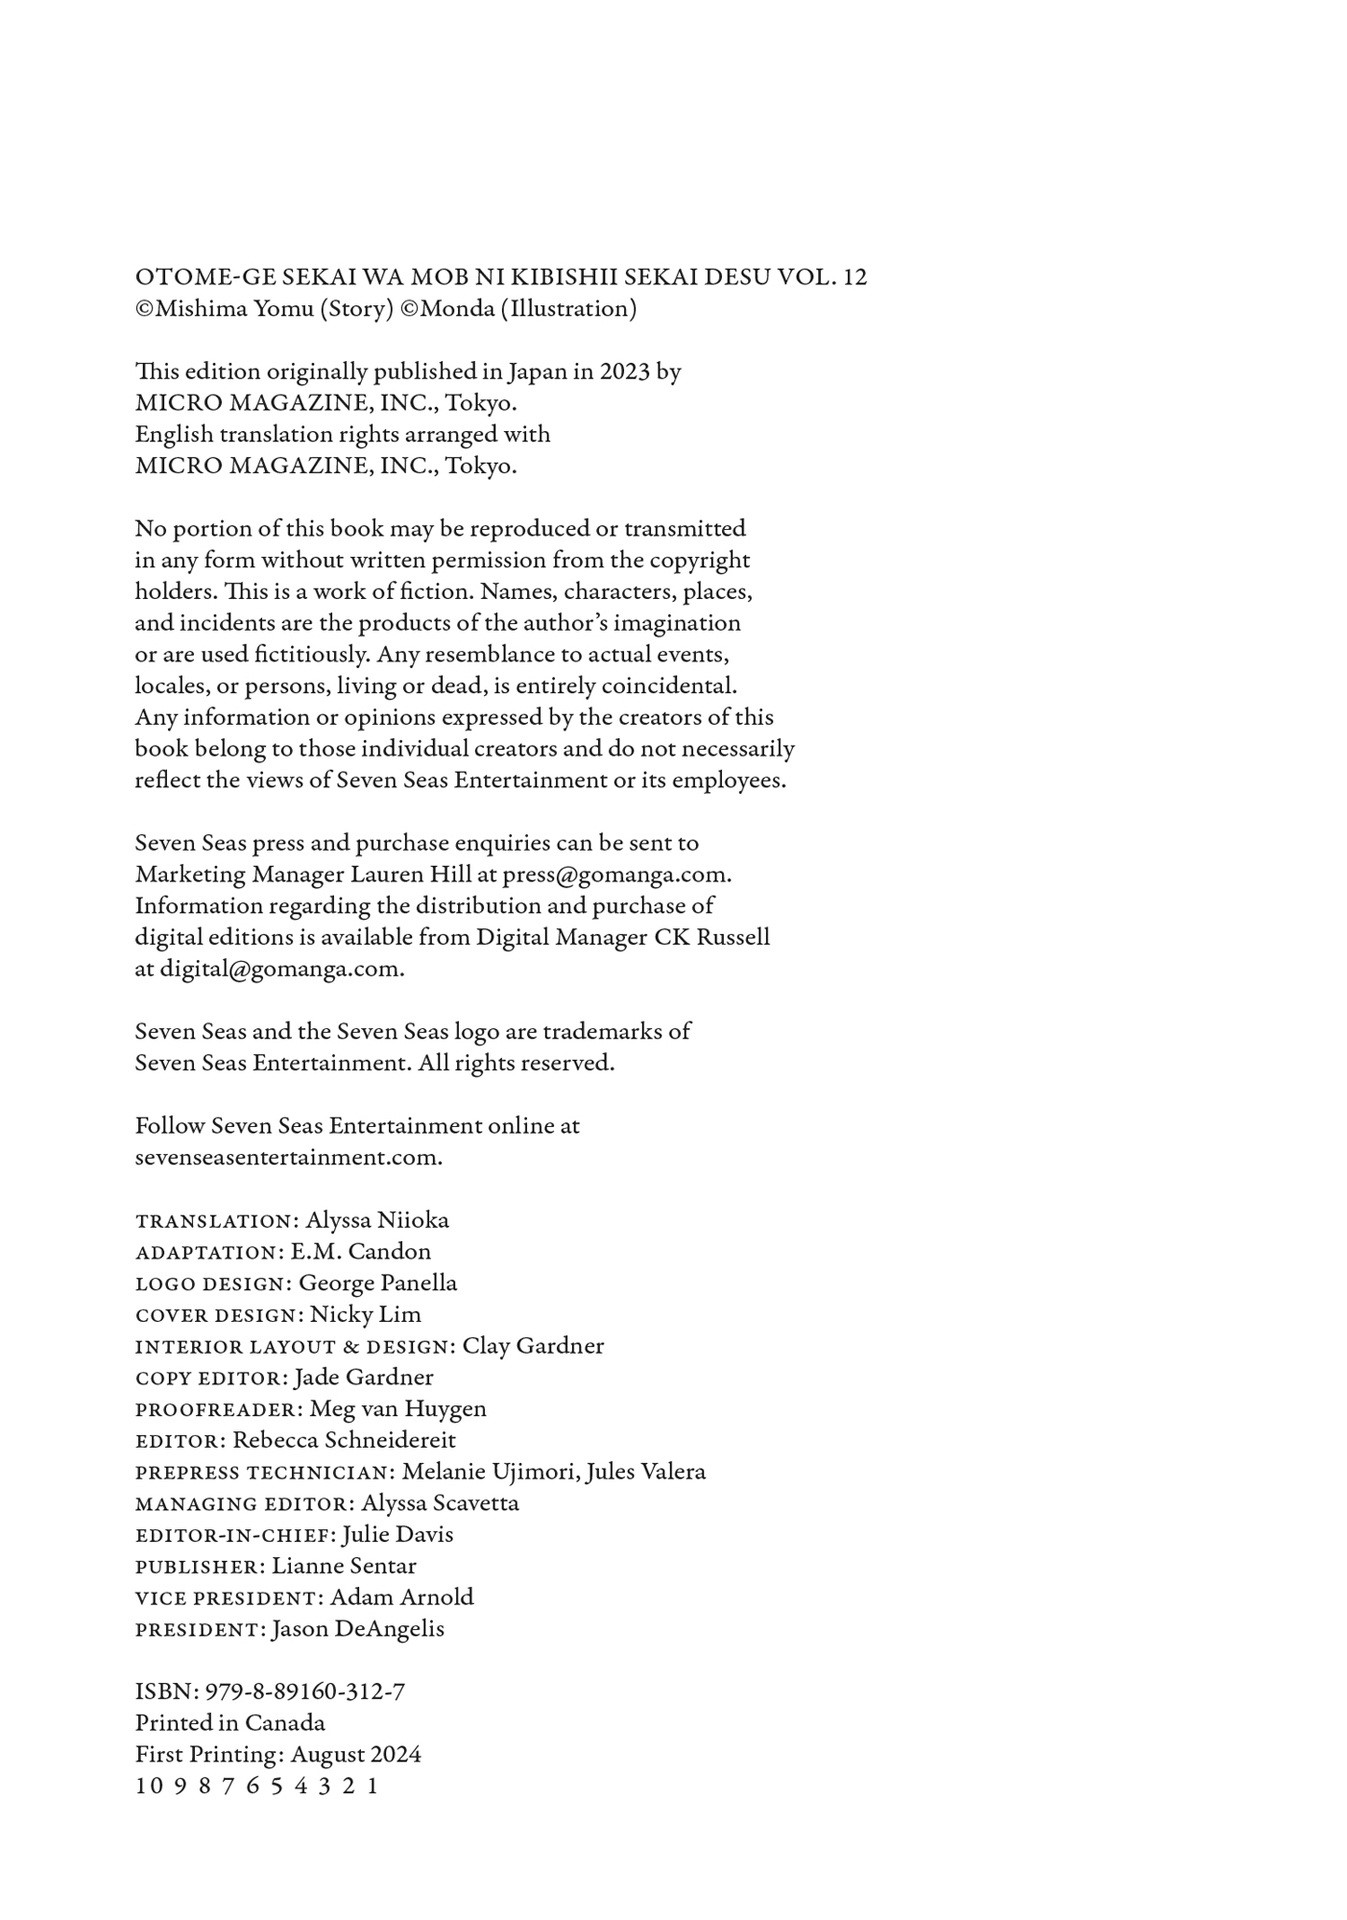 OTOME-GE SEKAI WA MOB NI KIBISHII SEKAI DESU VOL. 12
©Mishima Yomu (Story) ©Monda (Illustration)
This edition originally published in Japan in 2023 by
MICRO MAGAZINE, INC., Tokyo.
English translation rights arranged with
MICRO MAGAZINE, INC., Tokyo.
No portion of this book may be reproduced or transmitted
in any form without written permission from the copyright
holders. This is a work of fiction. Names, characters, places,
and incidents are the products of the author’s imagination
or are used fictitiously. Any resemblance to actual events,
locales, or persons, living or dead, is entirely coincidental.
Any information or opinions expressed by the creators of this
book belong to those individual creators and do not necessarily
reflect the views of Seven Seas Entertainment or its employees.
Seven Seas press and purchase enquiries can be sent to
Marketing Manager Lauren Hill at press@gomanga.com.
Information regarding the distribution and purchase of
digital editions is available from Digital Manager CK Russell
at digital@gomanga.com.
Seven Seas and the Seven Seas logo are trademarks of
Seven Seas Entertainment. All rights reserved.
Follow Seven Seas Entertainment online at
sevenseasentertainment.com.
TRANSLATION: Alyssa Niioka
ADAPTATION: E.M. Candon
LOGO DESIGN: George Panella
COVER DESIGN: Nicky Lim
INTERIOR LAYOUT & DESIGN: Clay Gardner
COPY EDITOR: Jade Gardner
PROOFREADER: Meg van Huygen
EDITOR: Rebecca Schneidereit
PREPRESS TECHNICIAN: Melanie Ujimori, Jules Valera
MANAGING EDITOR: Alyssa Scavetta
EDITOR-IN-CHIEF: Julie Davis
PUBLISHER: Lianne Sentar
VICE PRESIDENT: Adam Arnold
PRESIDENT: Jason DeAngelis
ISBN: 979-8-89160-312-7
Printed in Canada
First Printing: August 2024
10 9 8 7 6 5 4 3 2 1